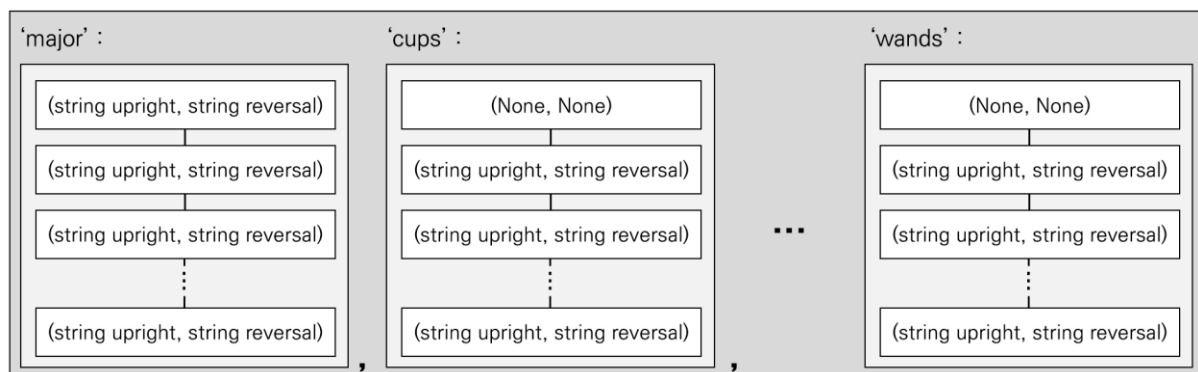 ‘major’ :
(string upright, string reversal)
(string upright, string reversal)
(string upright, string reversal)
(string upright, string reversal)
,
‘cups’ :
(None, None)
(string upright, string reversal)
(string upright, string reversal)
(string upright, string reversal)
,
...
‘wands’ :
(None, None)
(string upright, string reversal)
(string upright, string reversal)
(string upright, string reversal)